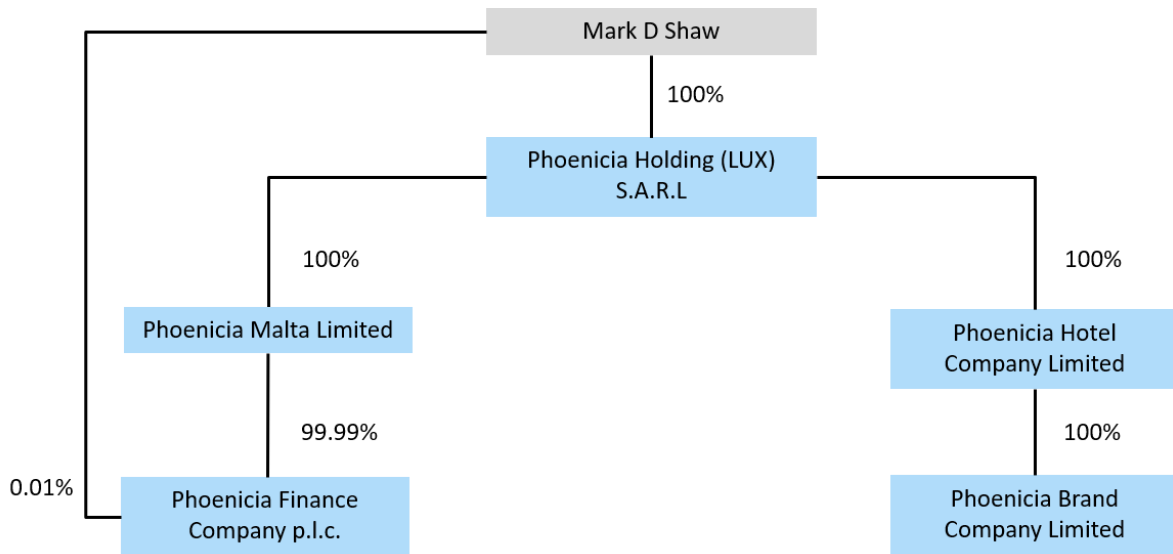 Mark D Shaw
100%
Phoenicia Holding (LUX)
S.A.R.L
100%
100%
Phoenicia Malta Limited
Phoenicia Hotel
Company Limited
99.99%
100%
0.01%
Phoenicia Finance
Company p.l.c.
Phoenicia Brand
Company Limited